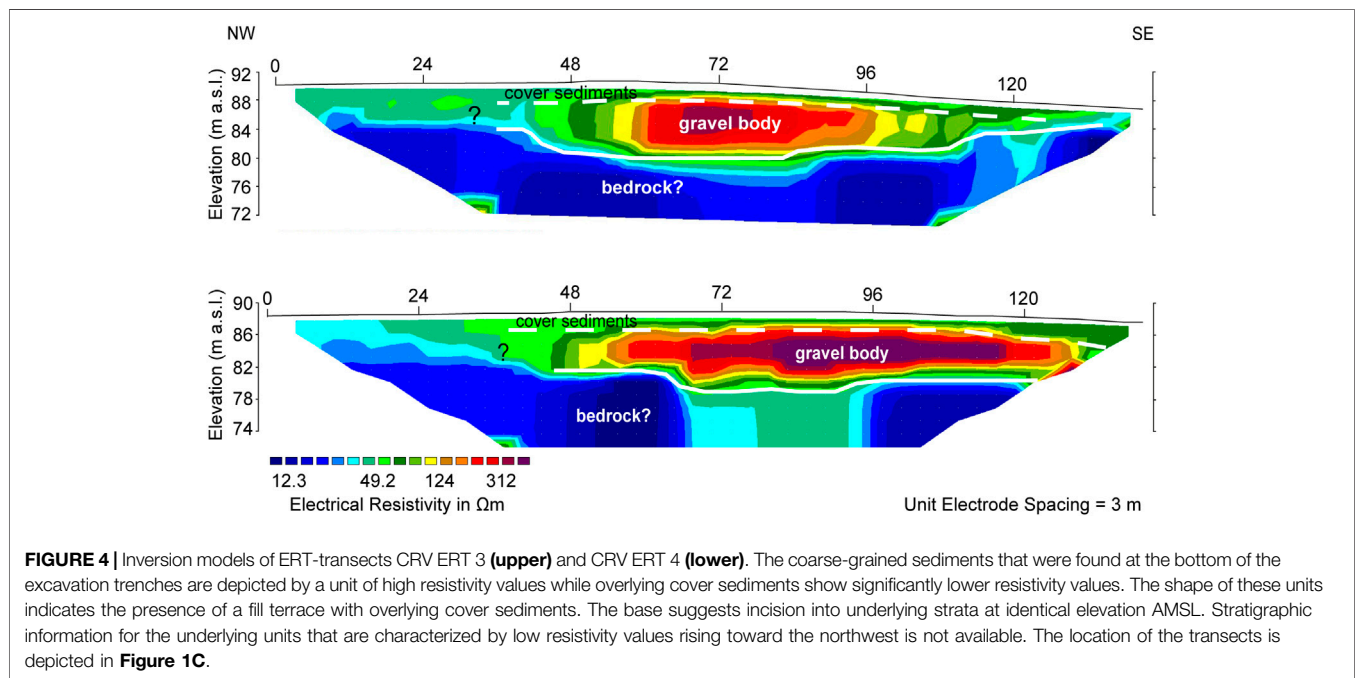 NW SE
0 24 48 72 96 120
Elevation (m a.s.l.)
92
88
84
80
76
72
cover sediments
?
gravel body
bedrock?
0 24 48 72 96 120
Elevation (m a.s.l.)
90
86
82
78
74
cover sediments
?
gravel body
bedrock?
12.3 49.2 124 312
Electrical Resistivity in Ωm Unit Electrode Spacing = 3 m
FIGURE 4 | Inversion models of ERT-transects CRV ERT 3 (upper) and CRV ERT 4 (lower). The coarse-grained sediments that were found at the bottom of the
excavation trenches are depicted by a unit of high resistivity values while overlying cover sediments show significantly lower resistivity values. The shape of these units
indicates the presence of a fill terrace with overlying cover sediments. The base suggests incision into underlying strata at identical elevation AMSL. Stratigraphic
information for the underlying units that are characterized by low resistivity values rising toward the northwest is not available. The location of the transects is
depicted in Figure 1C.